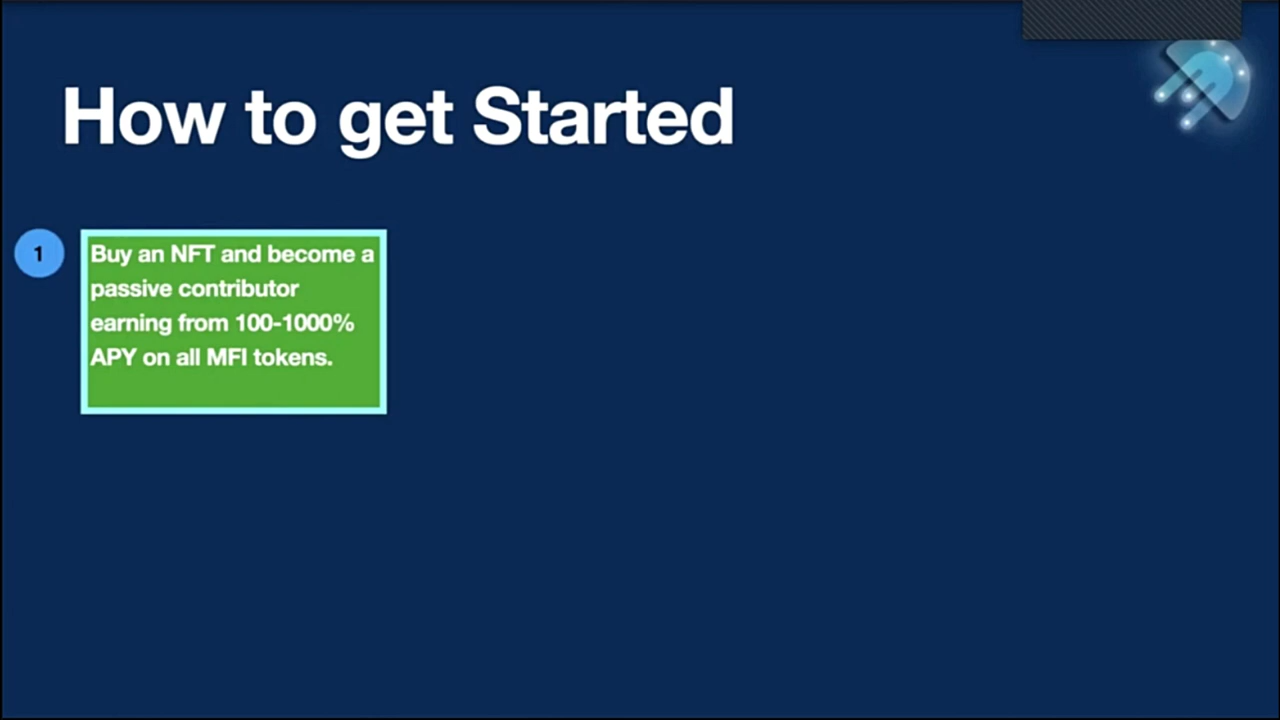 How to get Started
1
Buy an NFT and become a
passive contributor
earning from 100-1000%
APY on all MFI tokens.